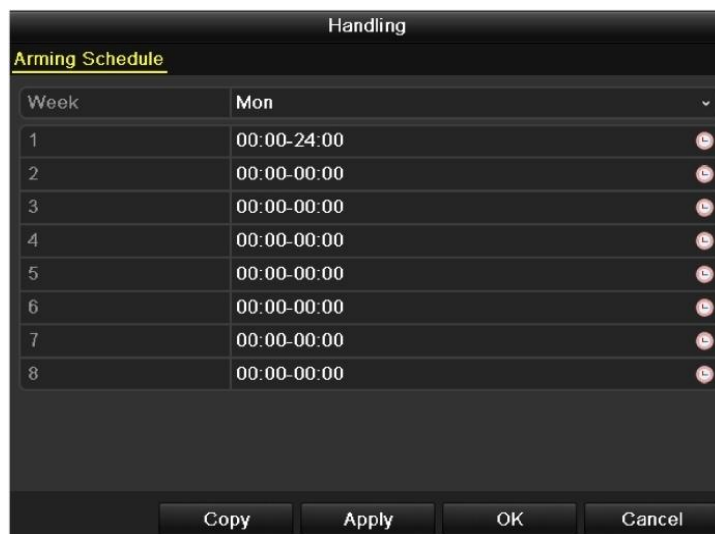 Handling
Arming Schedule
Week Mon
1 00:00-24:00
2 00:00-00:00
3 00:00-00:00
4 00:00-00:00
5 00:00-00:00
6 00:00-00:00
7 00:00-00:00
8 00:00-00:00
Copy Apply OK Cancel